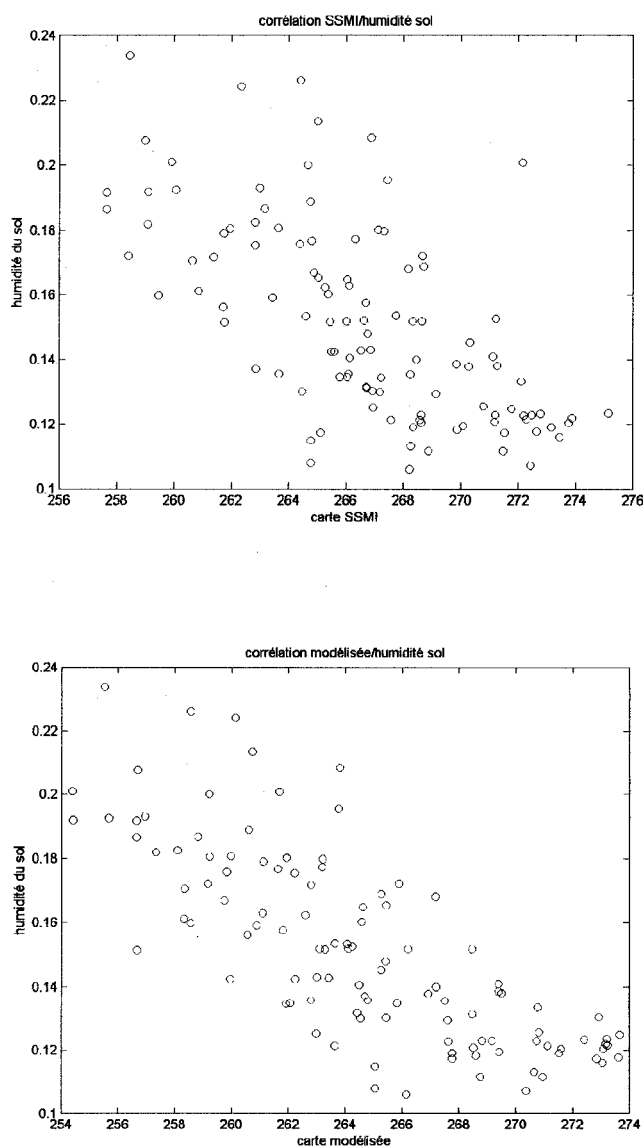 corrélation SSMI/humidité sol
0.24
0.22
0.2
0.18
0.16
0.14
0.12
0.1
humidité du sol
256 258 260 262 264 266 268 270 272 274 276
carte SSMI
corrélation modélisée/humidité sol
0.24
0.22
0.2
0.18
0.16
0.14
0.12
0.1
humidité du sol
254 256 258 260 262 264 266 268 270 272 274
carte modélisée